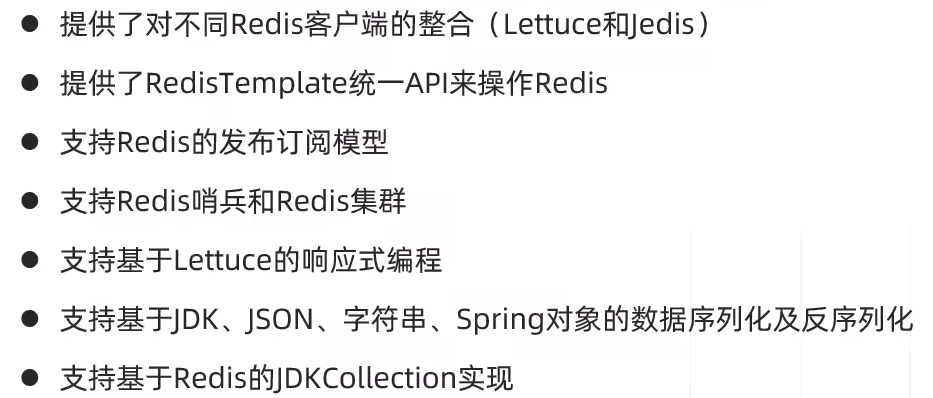 ● 提供了对不同Redis客户端的整合（Lettuce和Jedis）
● 提供了RedisTemplate统一API来操作Redis
● 支持Redis的发布订阅模型
● 支持Redis哨兵和Redis集群
● 支持基于Lettuce的响应式编程
● 支持基于JDK、JSON、字符串、Spring对象的数据序列化及反序列化
● 支持基于Redis的JDKCollection实现